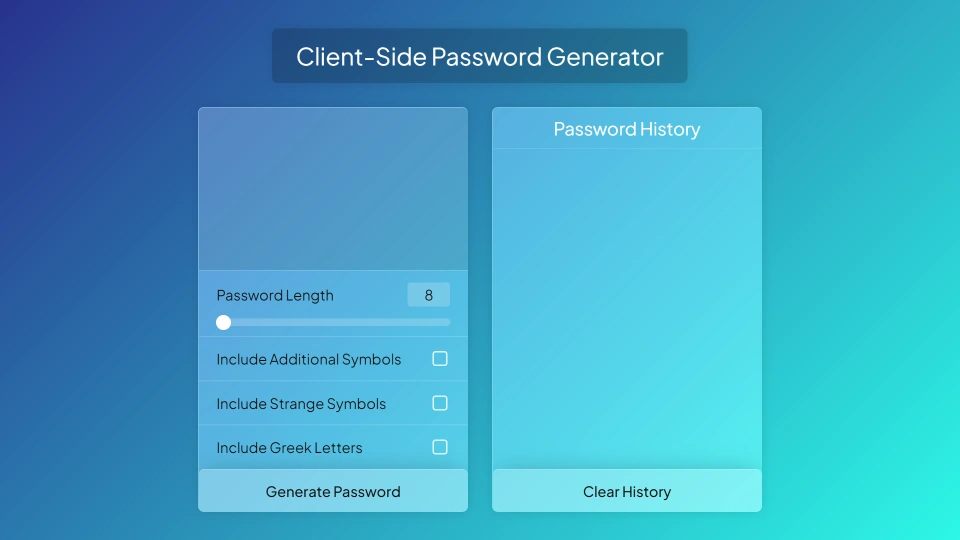 Client-Side Password Generator
Password History
Password Length
8
Include Additional Symbols
Include Strange Symbols
Include Greek Letters
Generate Password
Clear History